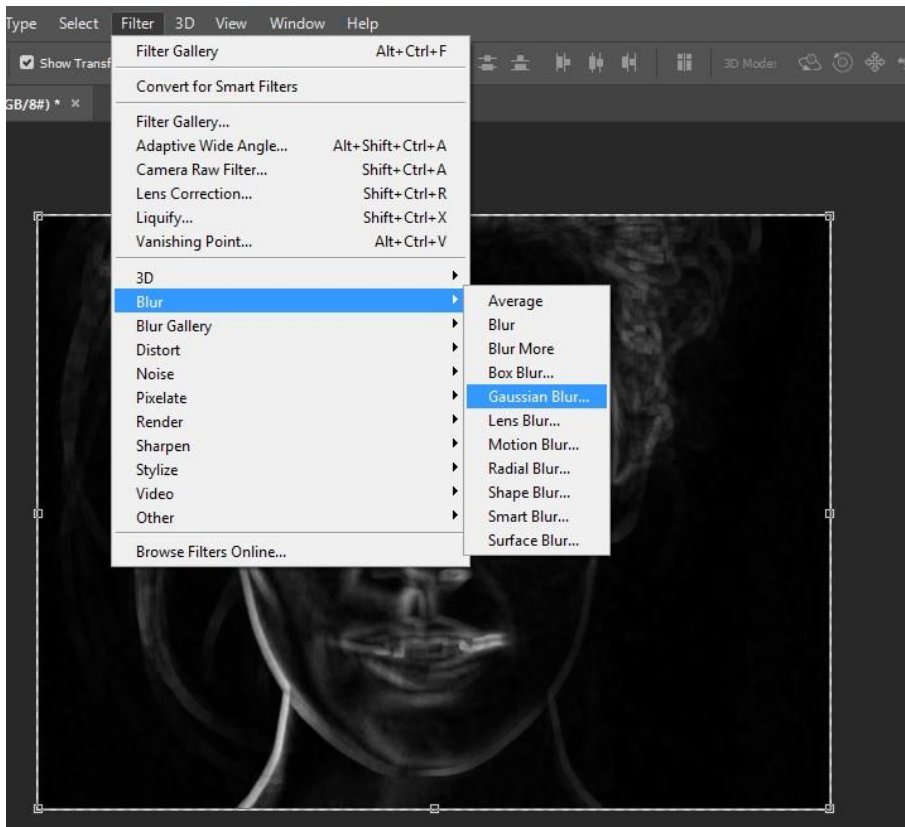 Type Select Filter 3D View Window Help
Show Transf
3D Mode:
GB/8#) * ×
Filter Gallery Alt+Ctrl+F
Convert for Smart Filters
Filter Gallery...
Adaptive Wide Angle... Alt+Shift+Ctrl+A
Camera Raw Filter... Shift+Ctrl+A
Lens Correction... Shift+Ctrl+R
Liquify... Shift+Ctrl+X
Vanishing Point... Alt+Ctrl+V
3D
Blur
Blur Gallery
Distort
Noise
Pixelate
Render
Sharpen
Stylize
Video
Other
Browse Filters Online...
Average
Blur
Blur More
Box Blur...
Gaussian Blur...
Lens Blur...
Motion Blur...
Radial Blur...
Shape Blur...
Smart Blur...
Surface Blur...